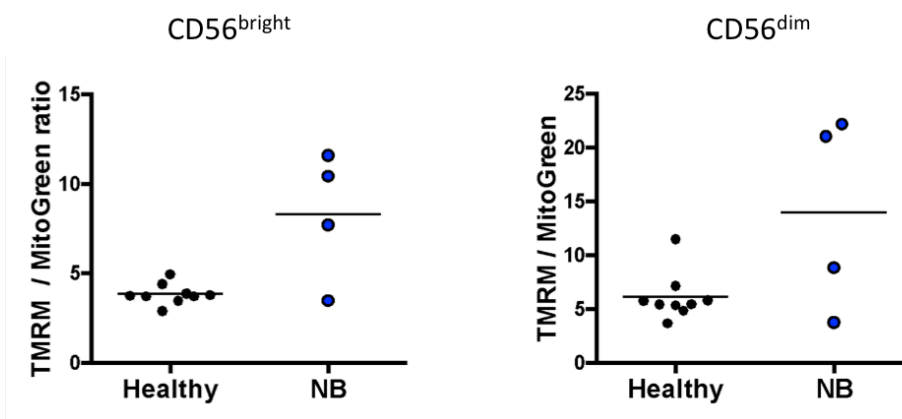 CD56bright
TMRM / MitoGreen ratio
15
10
5
0
Healthy
NB
CD56dim
TMRM / MitoGreen
25
20
15
10
5
0
Healthy
NB